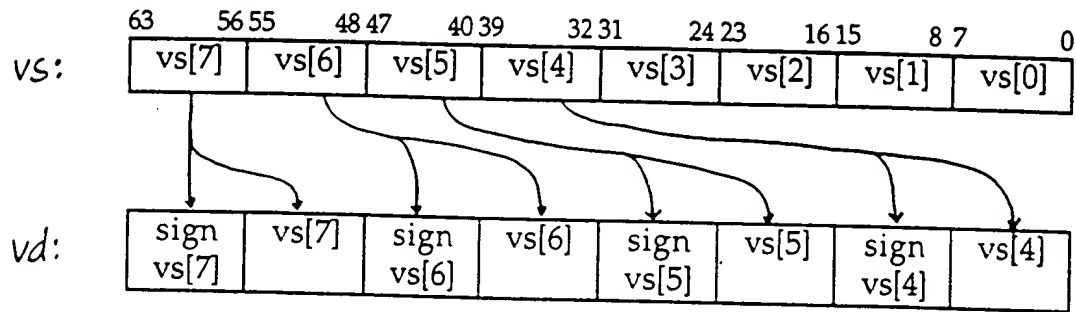 63 56 55 48 47 40 39 32 31 24 23 16 15 8 7 0
vs: vs[7] vs[6] vs[5] vs[4] vs[3] vs[2] vs[1] vs[0]
vd: sign vs[7] sign vs[6] sign vs[5] sign vs[4]
vs[7] vs[6] vs[5] vs[4]